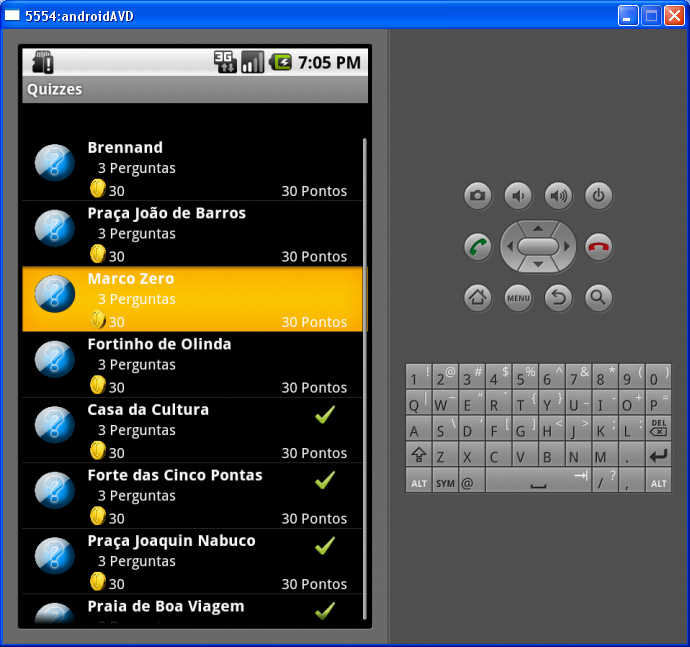 5554:androidAVD
3G 7:05 PM
Quizzes
Brennand
3 Perguntas
30 30 Pontos
Praça João de Barros
3 Perguntas
30 30 Pontos
Marco Zero
3 Perguntas
30 30 Pontos
Fortinho de Olinda
3 Perguntas
30 30 Pontos
Casa da Cultura
3 Perguntas
30 30 Pontos
Forte das Cinco Pontas
3 Perguntas
30 30 Pontos
Praça Joaquin Nabuco
3 Perguntas
30 30 Pontos
Praia de Boa Viagem
3 Perguntas
MENU
1 ! 2 @ 3 # 4 $ 5 % 6 ^ 7 & 8 * 9 ( 0 )
Q | W ~ E " R ` T { Y } U _ I - O + P =
A S \ D ' F [ G ] H < J > K ; L : DEL
Z X C V B N M .
ALT SYM @ / ? , ALT